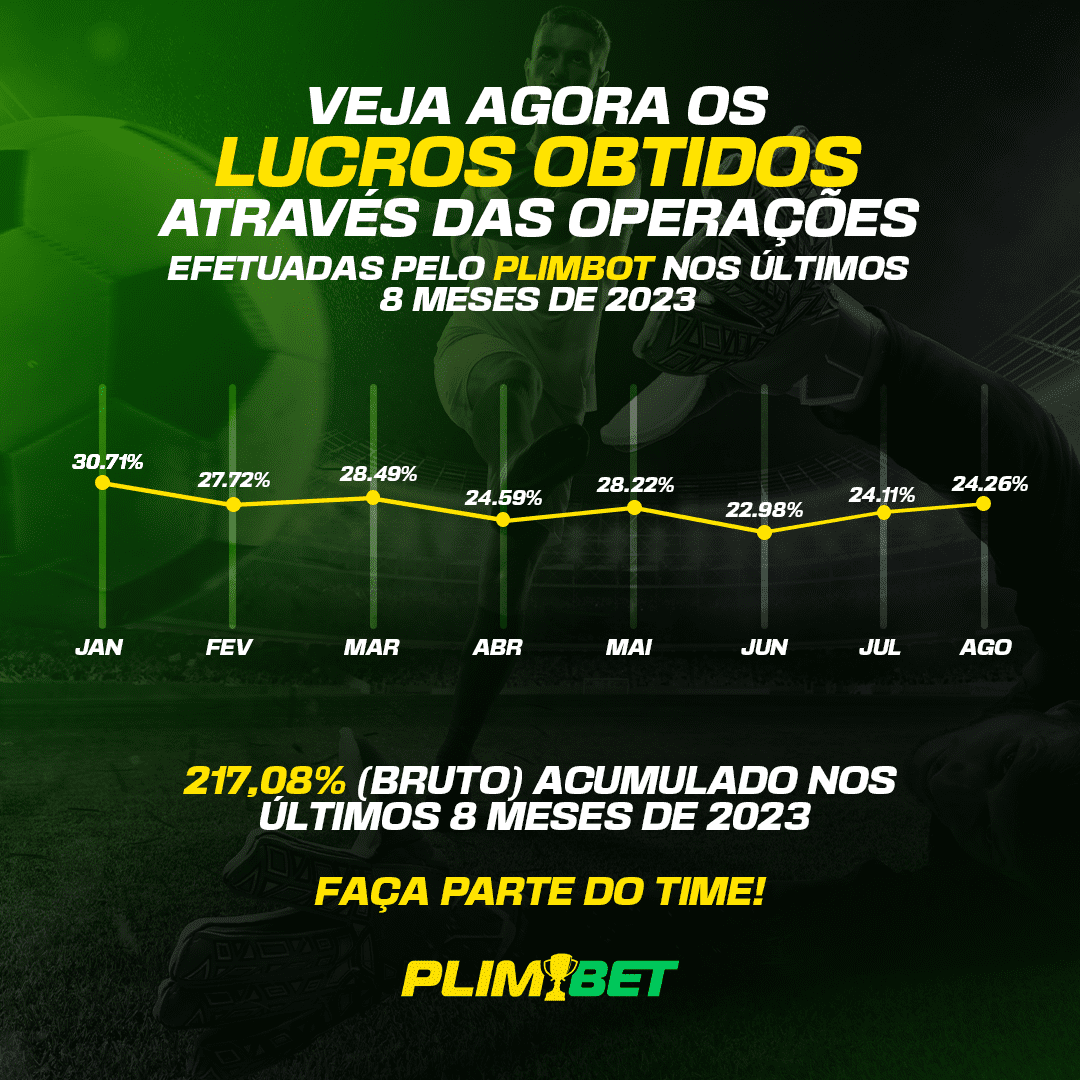 VEJA AGORA OS
LUCROS OBTIDOS
ATRAVÉS DAS OPERAÇÕES
EFETUADAS PELO PLIMBOT NOS ÚLTIMOS
8 MESES DE 2023
30.71% 27.72% 28.49% 24.59% 28.22% 22.98% 24.11% 24.26%
JAN FEV MAR ABR MAI JUN JUL AGO
217,08% (BRUTO) ACUMULADO NOS
ÚLTIMOS 8 MESES DE 2023
FAÇA PARTE DO TIME!
PLIMBET